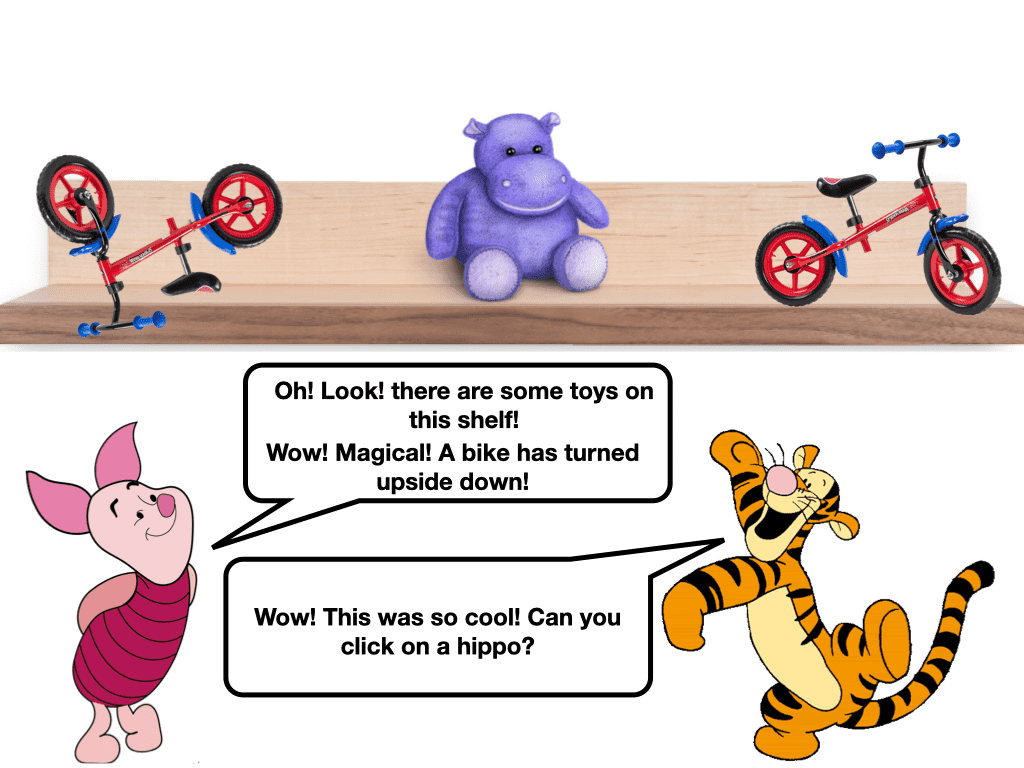 Oh! Look! there are some toys on
this shelf!
Wow! Magical! A bike has turned
upside down!
Wow! This was so cool! Can you
click on a hippo?